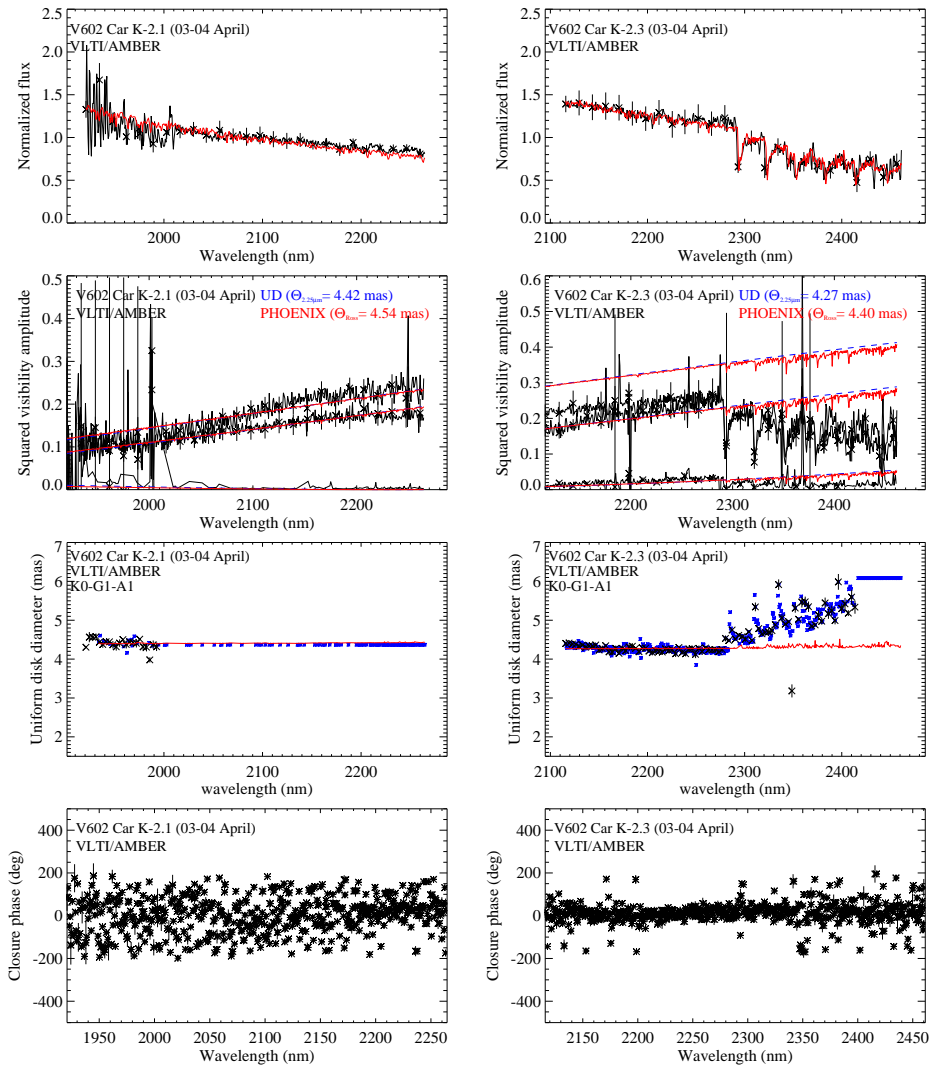 V602 Car K-2.1 (03-04 April)
VLTI/AMBER
Normalized flux
2.5
2.0
1.5
1.0
0.5
0.0
2000 2100 2200
Wavelength (nm)
V602 Car K-2.3 (03-04 April)
VLTI/AMBER
Normalized flux
2.5
2.0
1.5
1.0
0.5
0.0
2100 2200 2300 2400
Wavelength (nm)
V602 Car K-2.1 (03-04 April)
VLTI/AMBER
UD (Θ2.25μm= 4.42 mas)
PHOENIX (ΘRoss= 4.54 mas)
Squared visibility amplitude
0.5
0.4
0.3
0.2
0.1
0.0
2000 2100 2200
Wavelength (nm)
V602 Car K-2.3 (03-04 April)
VLTI/AMBER
UD (Θ2.25μm= 4.27 mas)
PHOENIX (ΘRoss= 4.40 mas)
Squared visibility amplitude
0.6
0.5
0.4
0.3
0.2
0.1
0.0
2200 2300 2400
Wavelength (nm)
V602 Car K-2.1 (03-04 April)
VLTI/AMBER
K0-G1-A1
Uniform disk diameter (mas)
7
6
5
4
3
2
2000 2100 2200
wavelength (nm)
V602 Car K-2.3 (03-04 April)
VLTI/AMBER
K0-G1-A1
Uniform disk diameter (mas)
7
6
5
4
3
2
2100 2200 2300 2400
wavelength (nm)
V602 Car K-2.1 (03-04 April)
VLTI/AMBER
Closure phase (deg)
400
200
0
-200
-400
1950 2000 2050 2100 2150 2200 2250
Wavelength (nm)
V602 Car K-2.3 (03-04 April)
VLTI/AMBER
Closure phase (deg)
400
200
0
-200
-400
2150 2200 2250 2300 2350 2400 2450
Wavelength (nm)